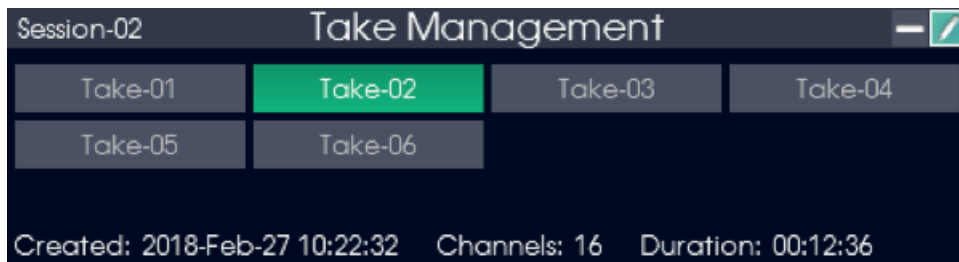 Session-02 Take Management
Take-01 Take-02 Take-03 Take-04
Take-05 Take-06
Created: 2018-Feb-27 10:22:32 Channels: 16 Duration: 00:12:36